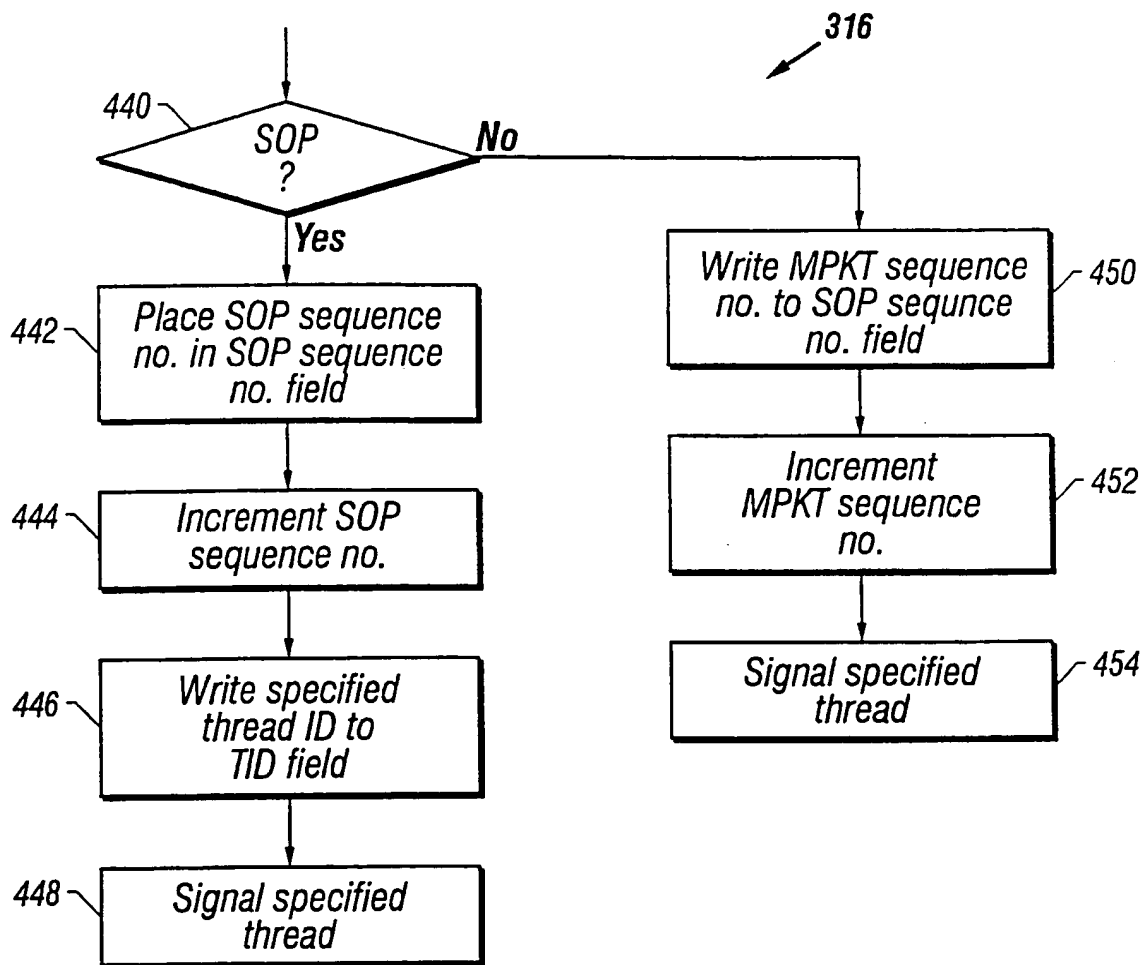 316
440
SOP
?
No
Yes
442
Place SOP sequence
no. in SOP sequence
no. field
444
Increment SOP
sequence no.
446
Write specified
thread ID to
TID field
448
Signal specified
thread
Write MPKT sequence
no. to SOP sequnce
no. field
450
Increment
MPKT sequence
no.
452
Signal specified
thread
454